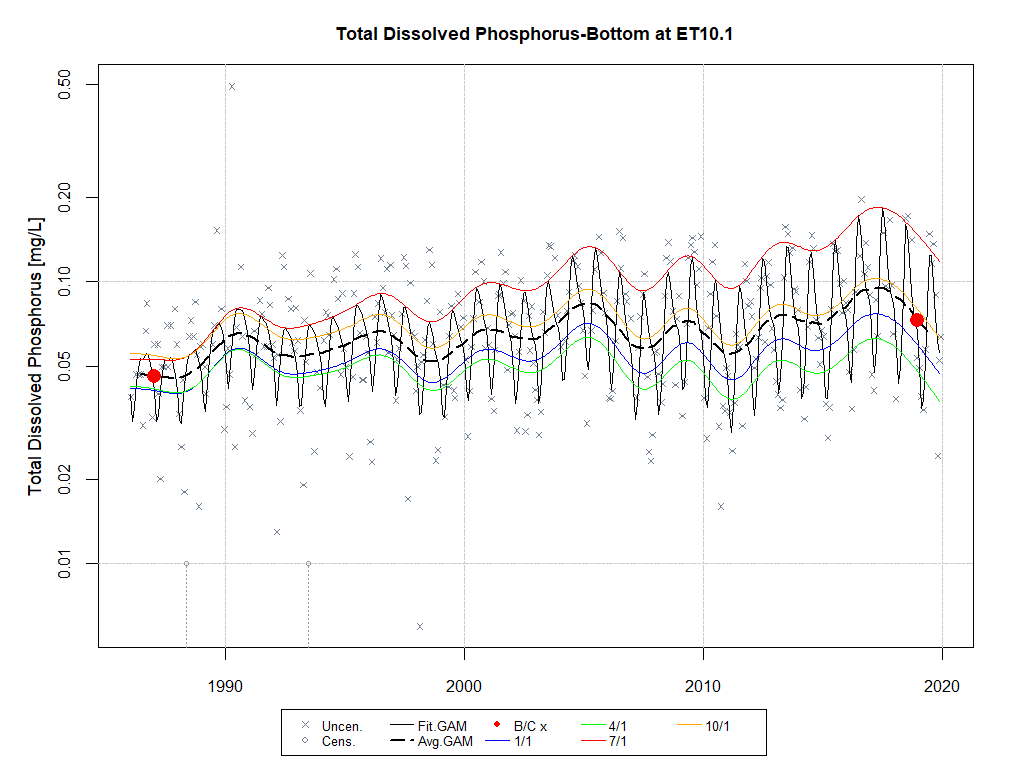 Total Dissolved Phosphorus-Bottom at ET10.1
Total Dissolved Phosphorus [mg/L]
0.50
0.20
0.10
0.05
0.02
0.01
1990 2000 2010 2020
Uncen. Fit.GAM B/C x 4/1 10/1
Cens. Avg.GAM 1/1 7/1